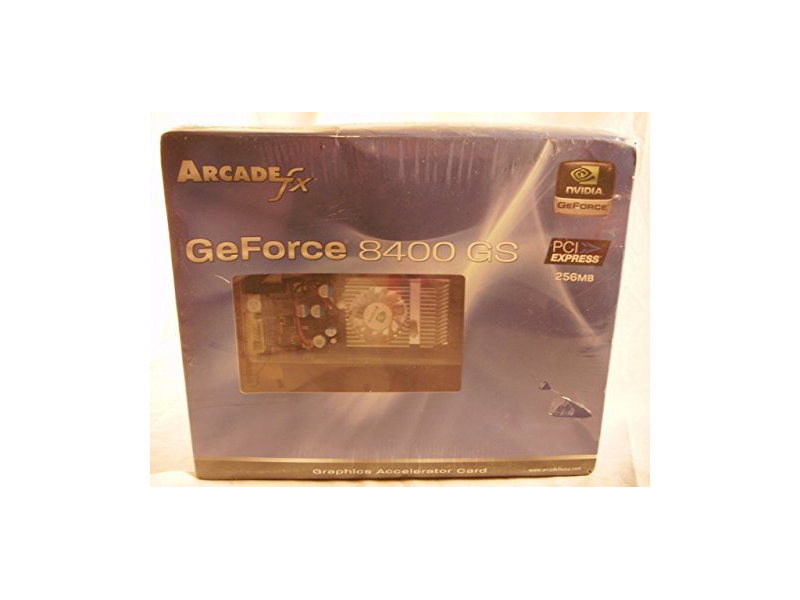 ARCADE fx
NVIDIA
GEFORCE
GeForce 8400 GS
PCI
EXPRESS
256MB
Graphics Accelerator Card